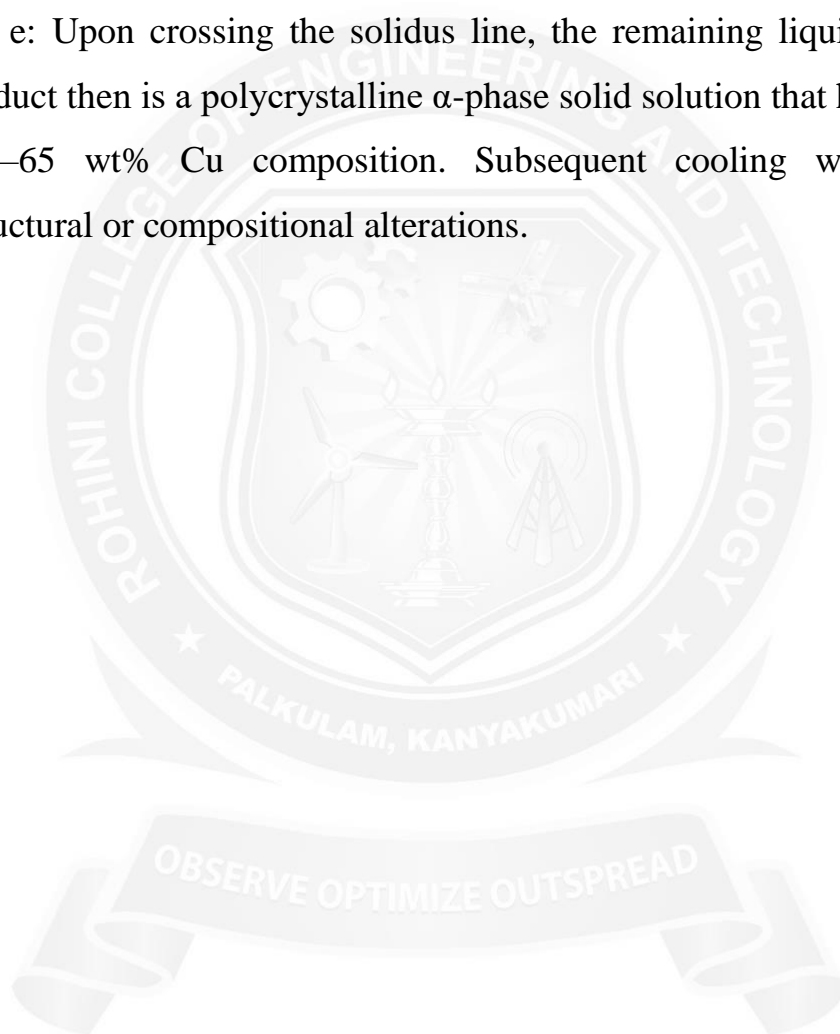 e: Upon crossing the solidus line, the remaining liqui
duct then is a polycrystalline α-phase solid solution that
–65 wt% Cu composition. Subsequent cooling w
uctural or compositional alterations.
ROHINI COLLEGE OF ENGINEERING AND TECHNOLOGY
PALKULAM, KANYAKUMARI
OBSERVE OPTIMIZE OUTSPREAD